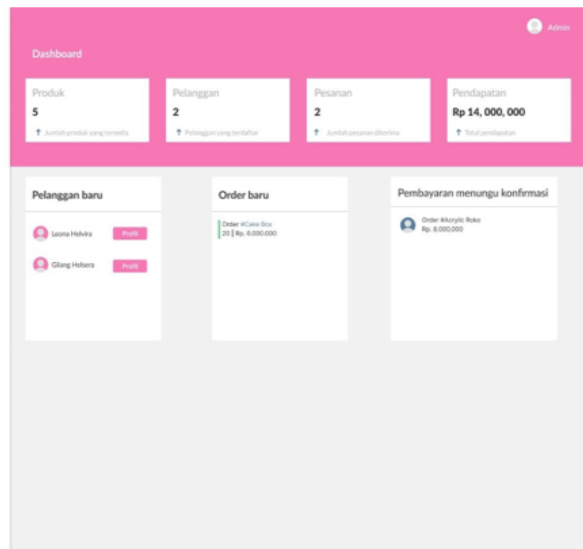 Admin
Dashboard
Produk
5
Jumlah produk yang tersedia
Pelanggan
2
Pelanggan yang terdaftar
Pesanan
2
Jumlah pesanan diterima
Pendapatan
Rp 14, 000, 000
Total pendapatan
Pelanggan baru
Leona Helvira
Profil
Gilang Helsera
Profil
Order baru
Order #Cake Box
20 | Rp. 6.000.000
Pembayaran menungu konfirmasi
Order #Acrylic Roko
Rp. 8.000.000